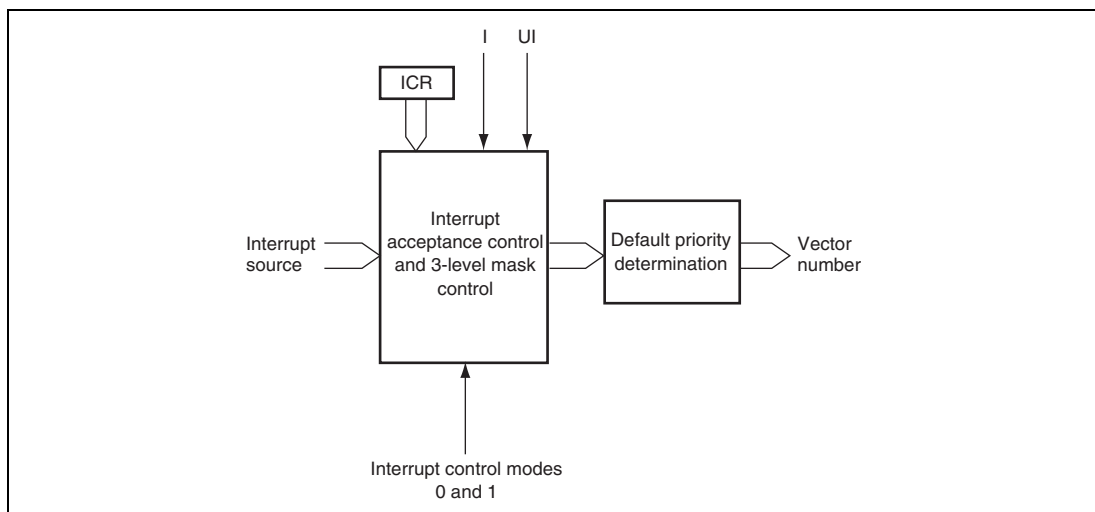 I UI
ICR
Interrupt
acceptance control
and 3-level mask
control
Interrupt
source
Default priority
determination
Vector
number
Interrupt control modes
0 and 1